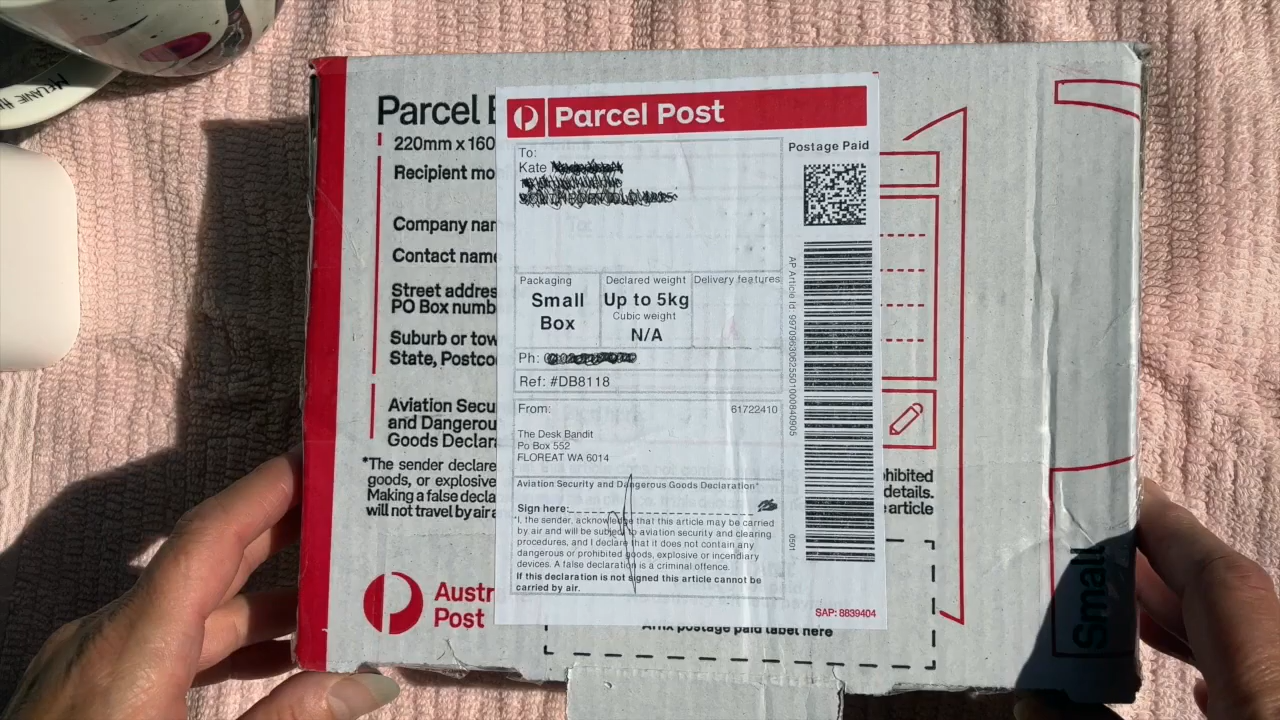 MELANIE
Parcel
220mm x 160
Recipient mo
Company nam
Contact name
Street addres
PO Box numb
Suburb or tow
State, Postco
Aviation Secu
and Dangerou
Goods Declar
*The sender declare
goods, or explosive
Making a false decla
will not travel by air
Austr
Post
Parcel Post
To:
Kate
Postage Paid
Packaging
Small
Box
Declared weight
Up to 5kg
Cubic weight
N/A
Delivery features
Ph:
Ref: #DB8118
From:
61722410
The Desk Bandit
Po Box 552
FLOREAT WA 6014
Aviation Security and Dangerous Goods Declaration*
Sign here:
*I, the sender, acknowledge that this article may be carried
by air and will be subject to aviation security and clearing
procedures, and I declare that it does not contain any
dangerous or prohibited goods, explosive or incendiary
devices. A false declaration is a criminal offence.
If this declaration is not signed this article cannot be
carried by air.
AP Article Id: 99709630625501000840905
0501
SAP: 8839404
hibited
details.
e article
Affix postage paid label here
Small